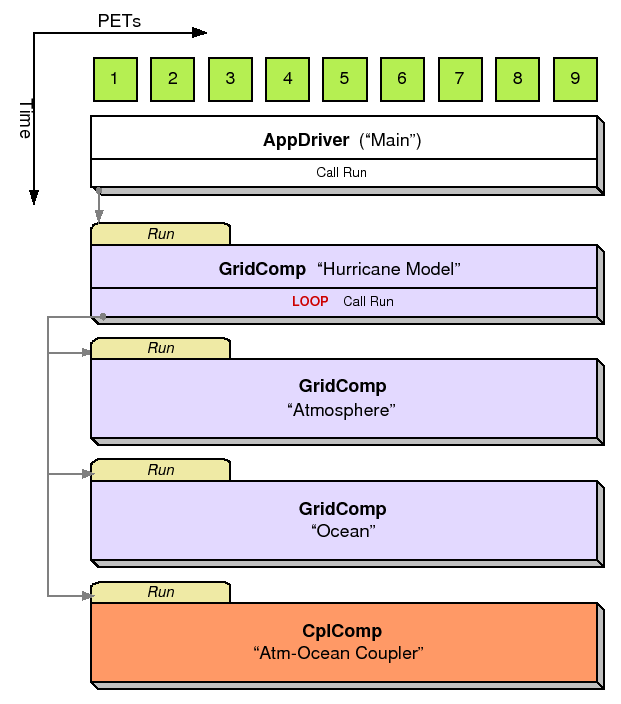 PETs
Time
1 2 3 4 5 6 7 8 9
AppDriver (“Main”)
Call Run
Run
GridComp “Hurricane Model”
LOOP Call Run
Run
GridComp
“Atmosphere”
Run
GridComp
“Ocean”
Run
CplComp
“Atm-Ocean Coupler”